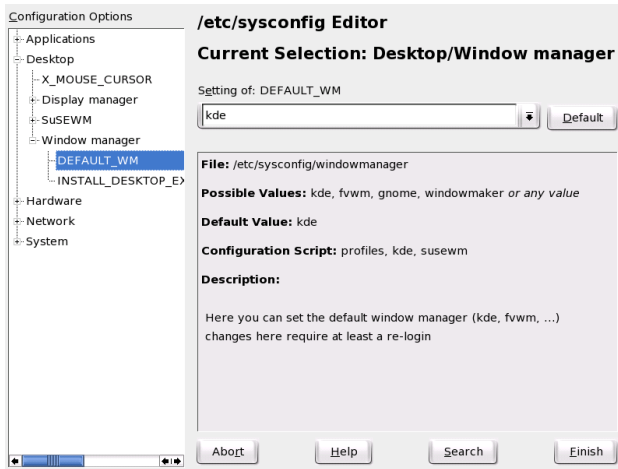 Configuration Options
Applications
Desktop
X_MOUSE_CURSOR
Display manager
SuSEWM
Window manager
DEFAULT_WM
INSTALL_DESKTOP_EX
Hardware
Network
System
/etc/sysconfig Editor
Current Selection: Desktop/Window manager
Setting of: DEFAULT_WM
kde
Default
File: /etc/sysconfig/windowmanager
Possible Values: kde, fvwm, gnome, windowmaker or any value
Default Value: kde
Configuration Script: profiles, kde, susewm
Description:
Here you can set the default window manager (kde, fvwm, ...)
changes here require at least a re-login
Abort
Help
Search
Finish